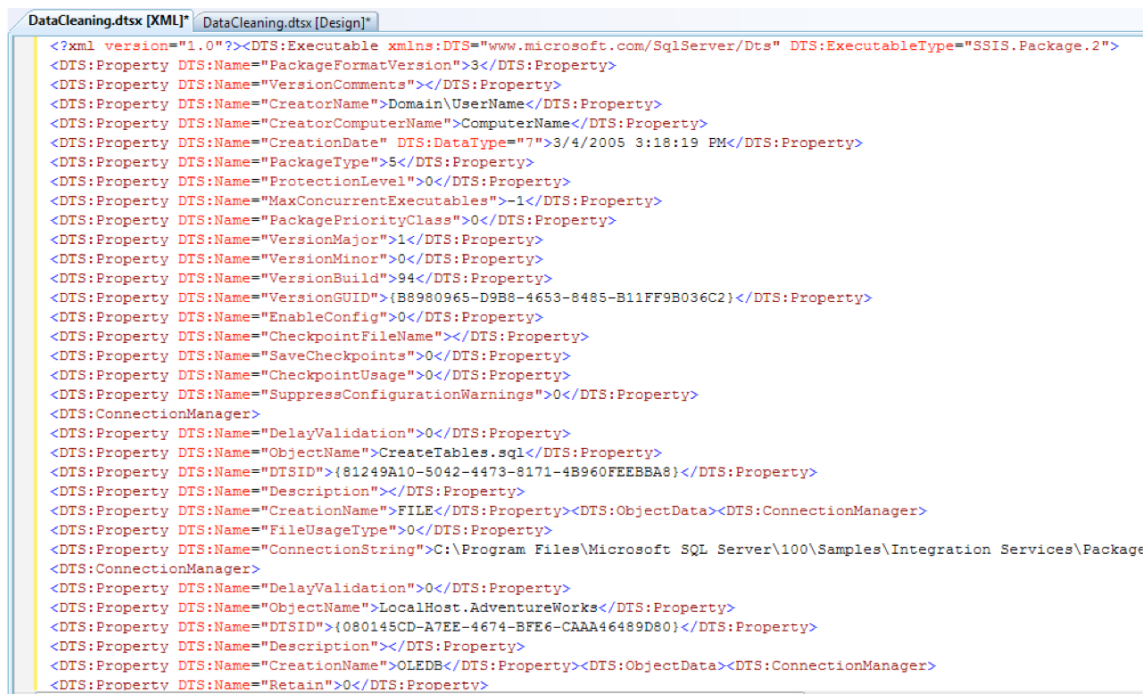 DataCleaning.dtsx [XML]* DataCleaning.dtsx [Design]*
<?xml version="1.0"?><DTS:Executable xmlns:DTS="www.microsoft.com/SqlServer/Dts" DTS:ExecutableType="SSIS.Package.2">
<DTS:Property DTS:Name="PackageFormatVersion">3</DTS:Property>
<DTS:Property DTS:Name="VersionComments"></DTS:Property>
<DTS:Property DTS:Name="CreatorName">Domain\UserName</DTS:Property>
<DTS:Property DTS:Name="CreatorComputerName">ComputerName</DTS:Property>
<DTS:Property DTS:Name="CreationDate" DTS:DataType="7">3/4/2005 3:18:19 PM</DTS:Property>
<DTS:Property DTS:Name="PackageType">5</DTS:Property>
<DTS:Property DTS:Name="ProtectionLevel">0</DTS:Property>
<DTS:Property DTS:Name="MaxConcurrentExecutables">-1</DTS:Property>
<DTS:Property DTS:Name="PackagePriorityClass">0</DTS:Property>
<DTS:Property DTS:Name="VersionMajor">1</DTS:Property>
<DTS:Property DTS:Name="VersionMinor">0</DTS:Property>
<DTS:Property DTS:Name="VersionBuild">94</DTS:Property>
<DTS:Property DTS:Name="VersionGUID">{B8980965-D9B8-4653-8485-B11FF9B036C2}</DTS:Property>
<DTS:Property DTS:Name="EnableConfig">0</DTS:Property>
<DTS:Property DTS:Name="CheckpointFileName"></DTS:Property>
<DTS:Property DTS:Name="SaveCheckpoints">0</DTS:Property>
<DTS:Property DTS:Name="CheckpointUsage">0</DTS:Property>
<DTS:Property DTS:Name="SuppressConfigurationWarnings">0</DTS:Property>
<DTS:ConnectionManager>
<DTS:Property DTS:Name="DelayValidation">0</DTS:Property>
<DTS:Property DTS:Name="ObjectName">CreateTables.sql</DTS:Property>
<DTS:Property DTS:Name="DTSID">{81249A10-5042-4473-8171-4B960FEEBBA8}</DTS:Property>
<DTS:Property DTS:Name="Description"></DTS:Property>
<DTS:Property DTS:Name="CreationName">FILE</DTS:Property><DTS:ObjectData><DTS:ConnectionManager>
<DTS:Property DTS:Name="FileUsageType">0</DTS:Property>
<DTS:Property DTS:Name="ConnectionString">C:\Program Files\Microsoft SQL Server\100\Samples\Integration Services\Package
<DTS:ConnectionManager>
<DTS:Property DTS:Name="DelayValidation">0</DTS:Property>
<DTS:Property DTS:Name="ObjectName">LocalHost.AdventureWorks</DTS:Property>
<DTS:Property DTS:Name="DTSID">{080145CD-A7EE-4674-BFE6-CAAA46489D80}</DTS:Property>
<DTS:Property DTS:Name="Description"></DTS:Property>
<DTS:Property DTS:Name="CreationName">OLEDB</DTS:Property><DTS:ObjectData><DTS:ConnectionManager>
<DTS:Property DTS:Name="Retain">0</DTS:Property>